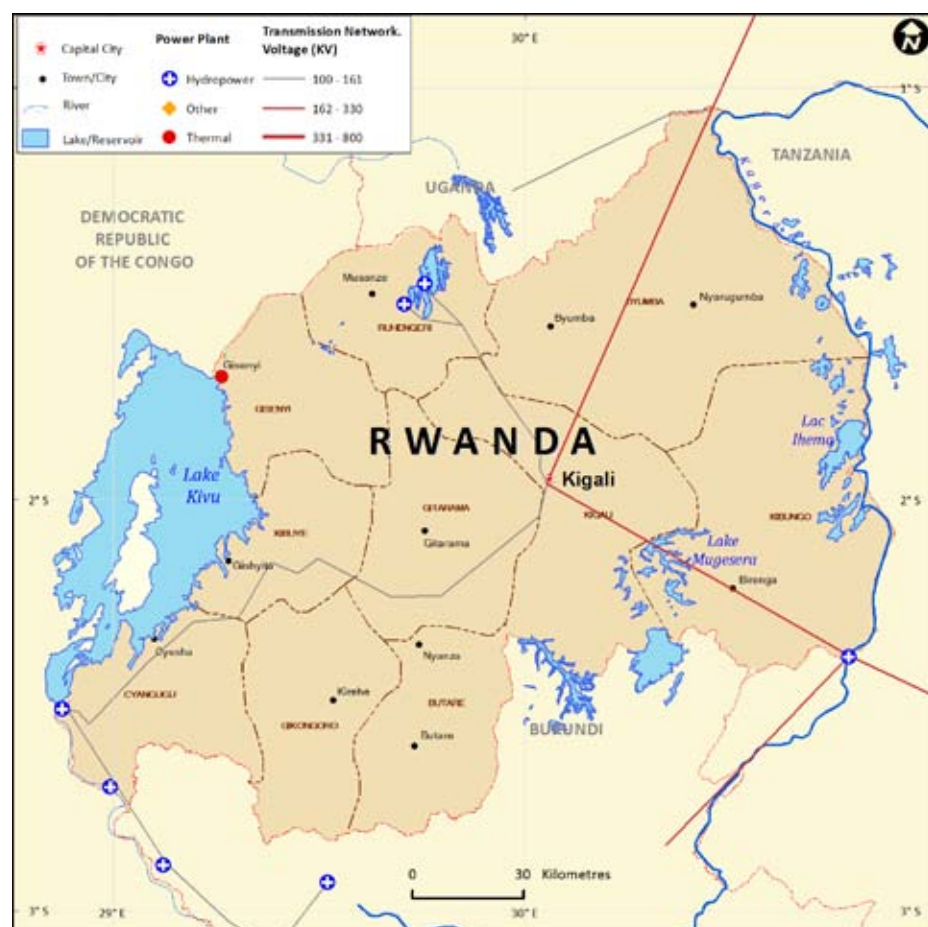 Capital City
Town/City
River
Lake/Reservoir
Power Plant
Hydropower
Other
Thermal
Transmission Network.
Voltage (KV)
100 - 161
162 - 330
331 - 800
N
30° E
1° S
TANZANIA
UGANDA
DEMOCRATIC
REPUBLIC
OF THE CONGO
Musanze
RUHENGERI
BYUMBA
Nyarugumba
Byumba
Gisenyi
GISENYI
RWANDA
Lac
Ihema
Lake
Kivu
Kigali
2° S
2° S
GITARAMA
KIGALI
KIBUNGO
KIBUYE
Gitarama
Lake
Mugesera
Gishyita
Birenga
Nyanza
CYANGUGU
Kirehe
BUTARE
GIKONGORO
Butare
BURUNDI
0 30 Kilometres
3° S
29° E
30° E
3° S